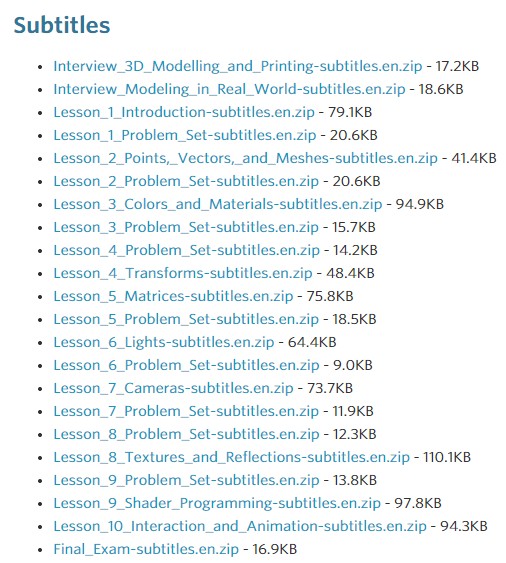 Subtitles
Interview_3D_Modelling_and_Printing-subtitles.en.zip - 17.2KB
Interview_Modeling_in_Real_World-subtitles.en.zip - 18.6KB
Lesson_1_Introduction-subtitles.en.zip - 79.1KB
Lesson_1_Problem_Set-subtitles.en.zip - 20.6KB
Lesson_2_Points,_Vectors,_and_Meshes-subtitles.en.zip - 41.4KB
Lesson_2_Problem_Set-subtitles.en.zip - 20.6KB
Lesson_3_Colors_and_Materials-subtitles.en.zip - 94.9KB
Lesson_3_Problem_Set-subtitles.en.zip - 15.7KB
Lesson_4_Problem_Set-subtitles.en.zip - 14.2KB
Lesson_4_Transforms-subtitles.en.zip - 48.4KB
Lesson_5_Matrices-subtitles.en.zip - 75.8KB
Lesson_5_Problem_Set-subtitles.en.zip - 18.5KB
Lesson_6_Lights-subtitles.en.zip - 64.4KB
Lesson_6_Problem_Set-subtitles.en.zip - 9.0KB
Lesson_7_Cameras-subtitles.en.zip - 73.7KB
Lesson_7_Problem_Set-subtitles.en.zip - 11.9KB
Lesson_8_Problem_Set-subtitles.en.zip - 12.3KB
Lesson_8_Textures_and_Reflections-subtitles.en.zip - 110.1KB
Lesson_9_Problem_Set-subtitles.en.zip - 13.8KB
Lesson_9_Shader_Programming-subtitles.en.zip - 97.8KB
Lesson_10_Interaction_and_Animation-subtitles.en.zip - 94.3KB
Final_Exam-subtitles.en.zip - 16.9KB